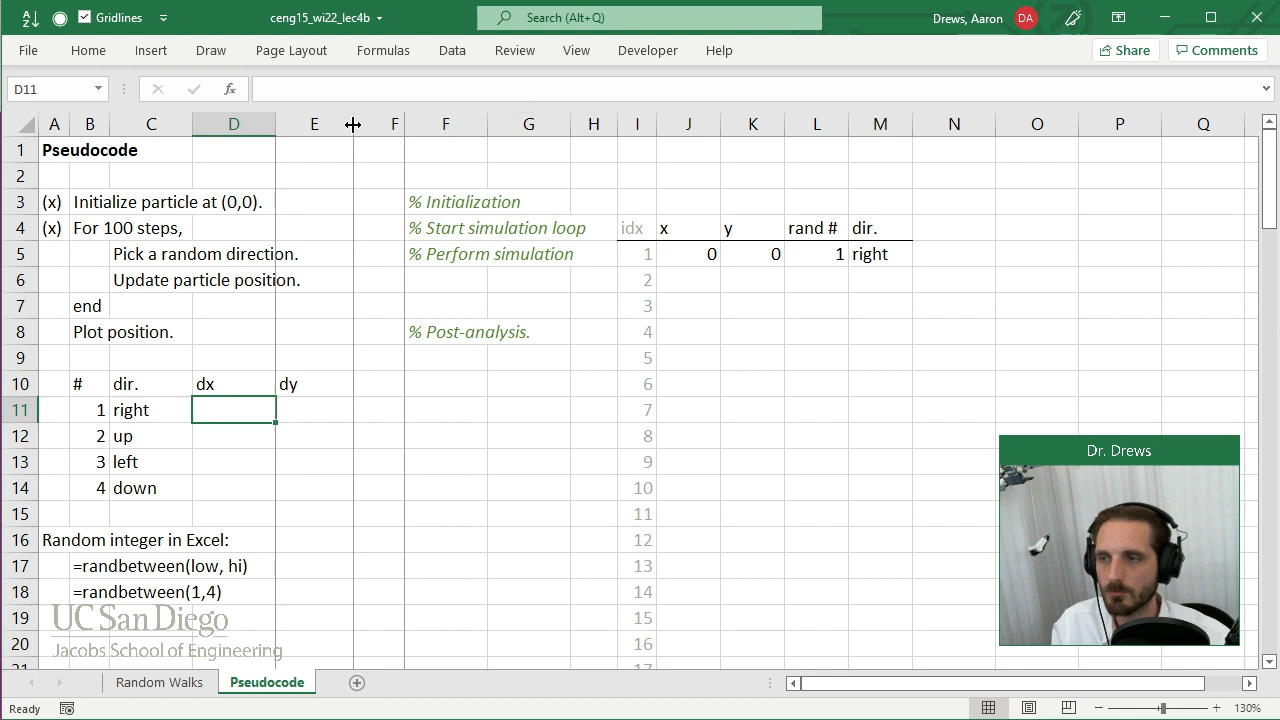 Gridlines
ceng15_wi22_lec4b
Search (Alt+Q)
Drews, Aaron
DA
File Home Insert Draw Page Layout Formulas Data Review View Developer Help
Share
Comments
D11
fx
A B C D E F F G H I J K L M N O P Q
1 Pseudocode
2
3 (x) Initialize particle at (0,0). % Initialization
4 (x) For 100 steps, % Start simulation loop idx x y rand # dir.
5 Pick a random direction. % Perform simulation 1 0 0 1 right
6 Update particle position. 2
7 end 3
8 Plot position. % Post-analysis. 4
9 5
10 # dir. dx dy 6
11 1 right 7
12 2 up 8
13 3 left 9
14 4 down 10
15 11
16 Random integer in Excel: 12
17 =randbetween(low, hi) 13
18 =randbetween(1,4) 14
19 15
20 16
21 17
Dr. Drews
UC San Diego
Jacobs School of Engineering
Random Walks
Pseudocode
Ready
130%